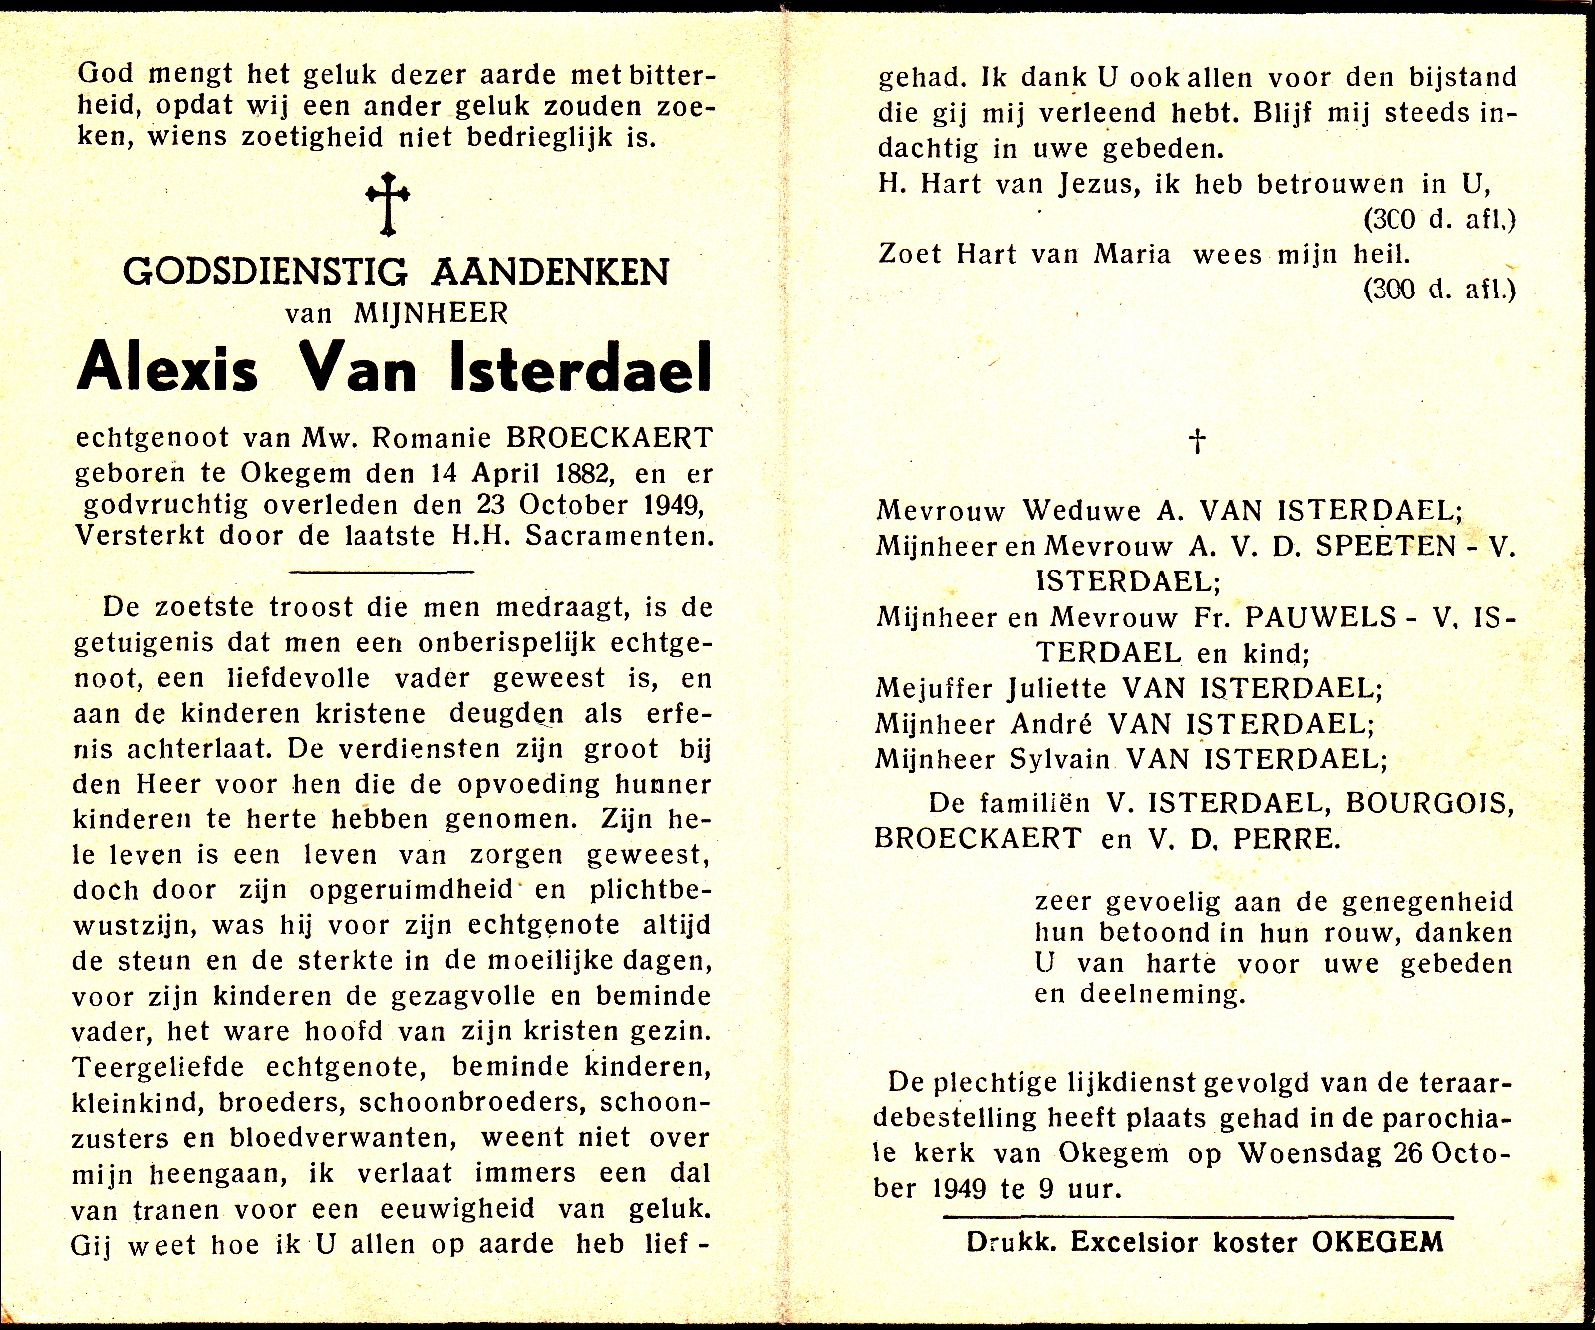 God mengt het geluk dezer aarde met bitter-
heid, opdat wij een ander geluk zouden zoe-
ken, wiens zoetigheid niet bedrieglijk is.
GODSDIENSTIG AANDENKEN
van MIJNHEER
Alexis Van Isterdael
echtgenoot van Mw. Romanie BROECKAERT
geboren te Okegem den 14 April 1882, en er
godvruchtig overleden den 23 October 1949,
Versterkt door de laatste H.H. Sacramenten.
De zoetste troost die men medraagt, is de
getuigenis dat men een onberispelijk echtge-
noot, een liefdevolle vader geweest is, en
aan de kinderen kristene deugden als erfe-
nis achterlaat. De verdiensten zijn groot bij
den Heer voor hen die de opvoeding hunner
kinderen te herte hebben genomen. Zijn he-
le leven is een leven van zorgen geweest,
doch door zijn opgeruimdheid en plichtbe-
wustzijn, was hij voor zijn echtgenote altijd
de steun en de sterkte in de moeilijke dagen,
voor zijn kinderen de gezagvolle en beminde
vader, het ware hoofd van zijn kristen gezin.
Teergeliefde echtgenote, beminde kinderen,
kleinkind, broeders, schoonbroeders, schoon-
zusters en bloedverwanten, weent niet over
mijn heengaan, ik verlaat immers een dal
van tranen voor een eeuwigheid van geluk.
Gij weet hoe ik U allen op aarde heb lief-
gehad. Ik dank U ook allen voor den bijstand
die gij mij verleend hebt. Blijf mij steeds in-
dachtig in uwe gebeden.
H. Hart van Jezus, ik heb betrouwen in U,
(300 d. afl.)
Zoet Hart van Maria wees mijn heil.
(300 d. afl.)
†
Mevrouw Weduwe A. VAN ISTERDAEL;
Mijnheer en Mevrouw A. V. D. SPEETEN - V.
ISTERDAEL;
Mijnheer en Mevrouw Fr. PAUWELS - V. IS-
TERDAEL en kind;
Mejuffer Juliette VAN ISTERDAEL;
Mijnheer André VAN ISTERDAEL;
Mijnheer Sylvain VAN ISTERDAEL;
De familiën V. ISTERDAEL, BOURGOIS,
BROECKAERT en V. D. PERRE.
zeer gevoelig aan de genegenheid
hun betoond in hun rouw, danken
U van harte voor uwe gebeden
en deelneming.
De plechtige lijkdienst gevolgd van de teraar-
debestelling heeft plaats gehad in de parochia-
le kerk van Okegem op Woensdag 26 Octo-
ber 1949 te 9 uur.
Drukk. Excelsior koster OKEGEM